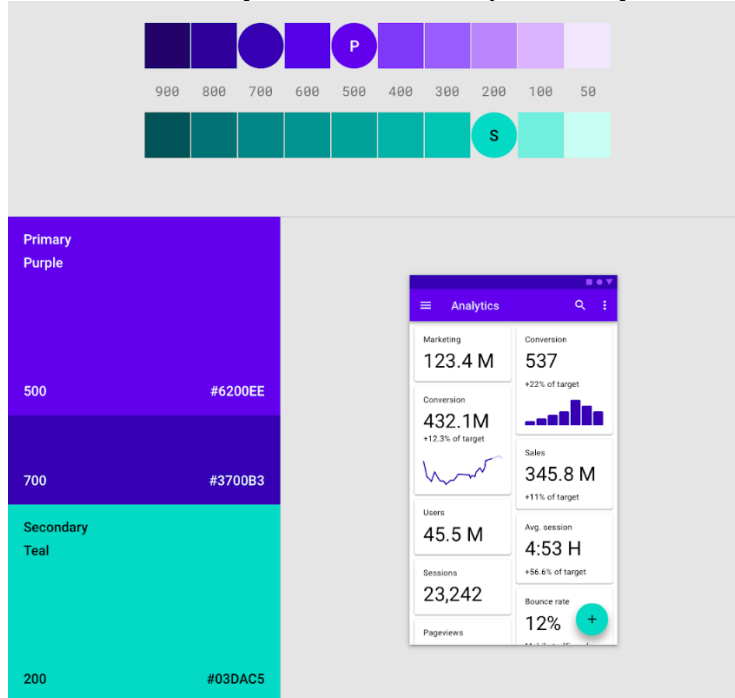 P
900 800 700 600 500 400 300 200 100 50
S
Primary
Purple
500 #6200EE
700 #3700B3
Secondary
Teal
200 #03DAC5
Analytics
Marketing
123.4 M
Conversion
432.1M
+12.3% of target
Users
45.5 M
Sessions
23,242
Pageviews
Conversion
537
+22% of target
Sales
345.8 M
+11% of target
Avg. session
4:53 H
+56.6% of target
Bounce rate
12%
+